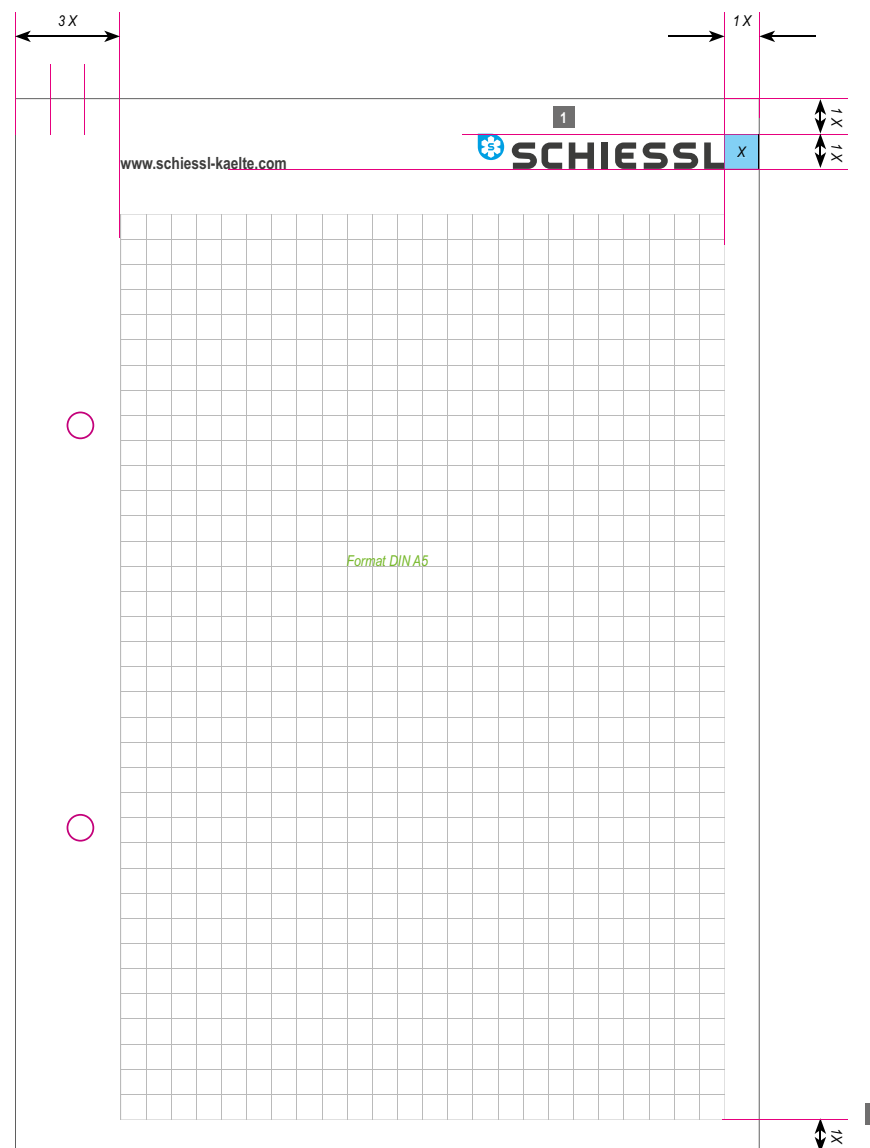 3 X
1 X
1 X
1
S
SCHIESSL
X
1 X
www.schiessl-kaelte.com
Format DIN A5
1X